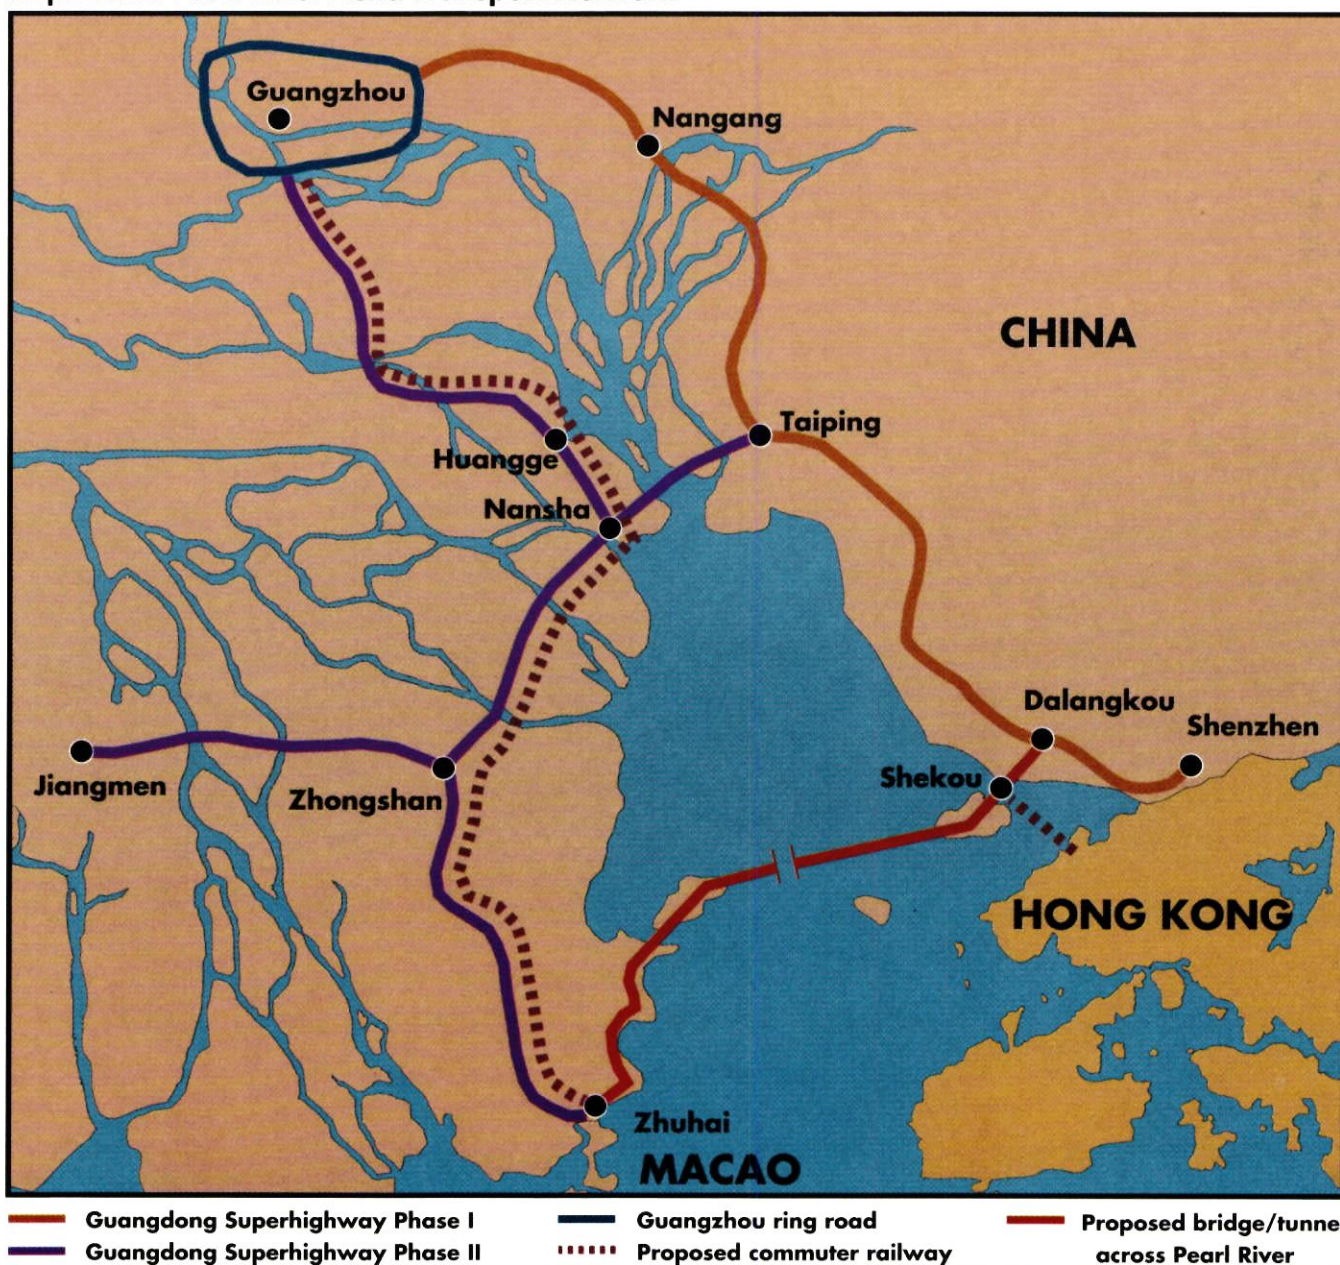 Guangzhou
Nangang
CHINA
Taiping
Huangge
Nansha
Dalangkou
Shenzhen
Shekou
Jiangmen
Zhongshan
HONG KONG
Zhuhai
MACAO
Guangdong Superhighway Phase I
Guangzhou ring road
Proposed bridge/tunne
Guangdong Superhighway Phase II
Proposed commuter railway
across Pearl River